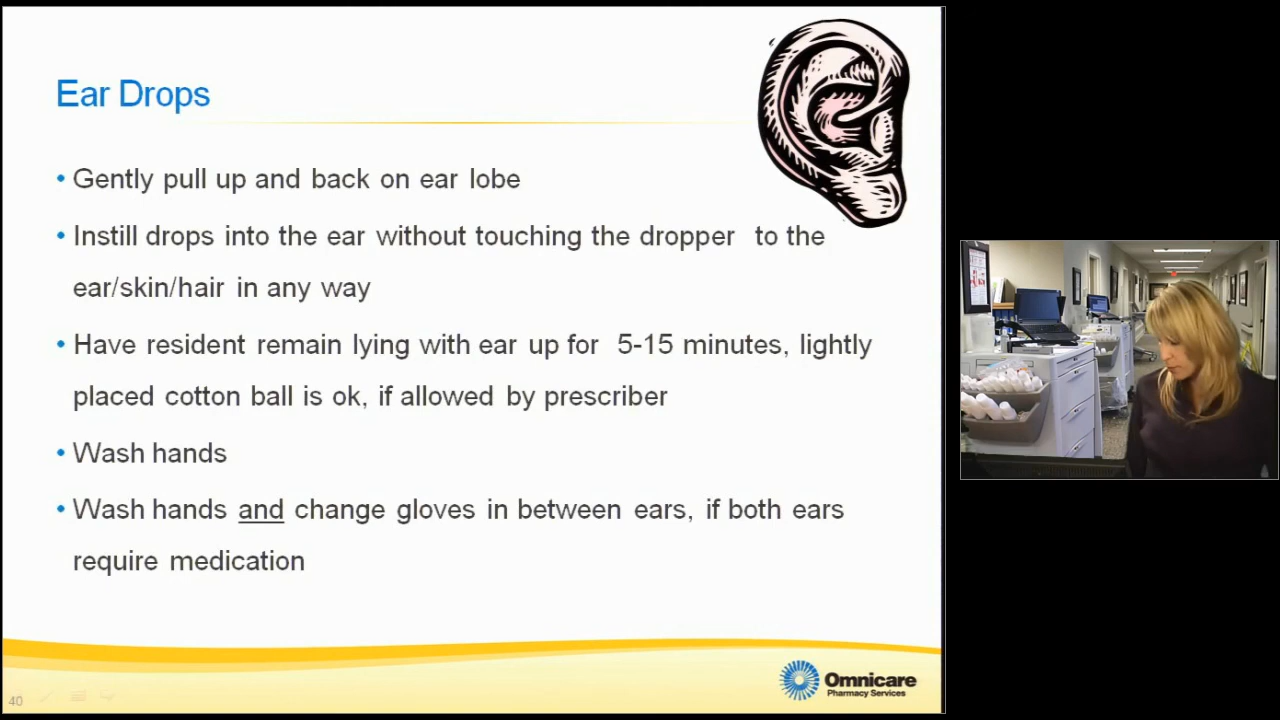 Ear Drops
• Gently pull up and back on ear lobe
• Instill drops into the ear without touching the dropper to the
ear/skin/hair in any way
• Have resident remain lying with ear up for 5-15 minutes, lightly
placed cotton ball is ok, if allowed by prescriber
• Wash hands
• Wash hands and change gloves in between ears, if both ears
require medication
Omnicare
Pharmacy Services
40